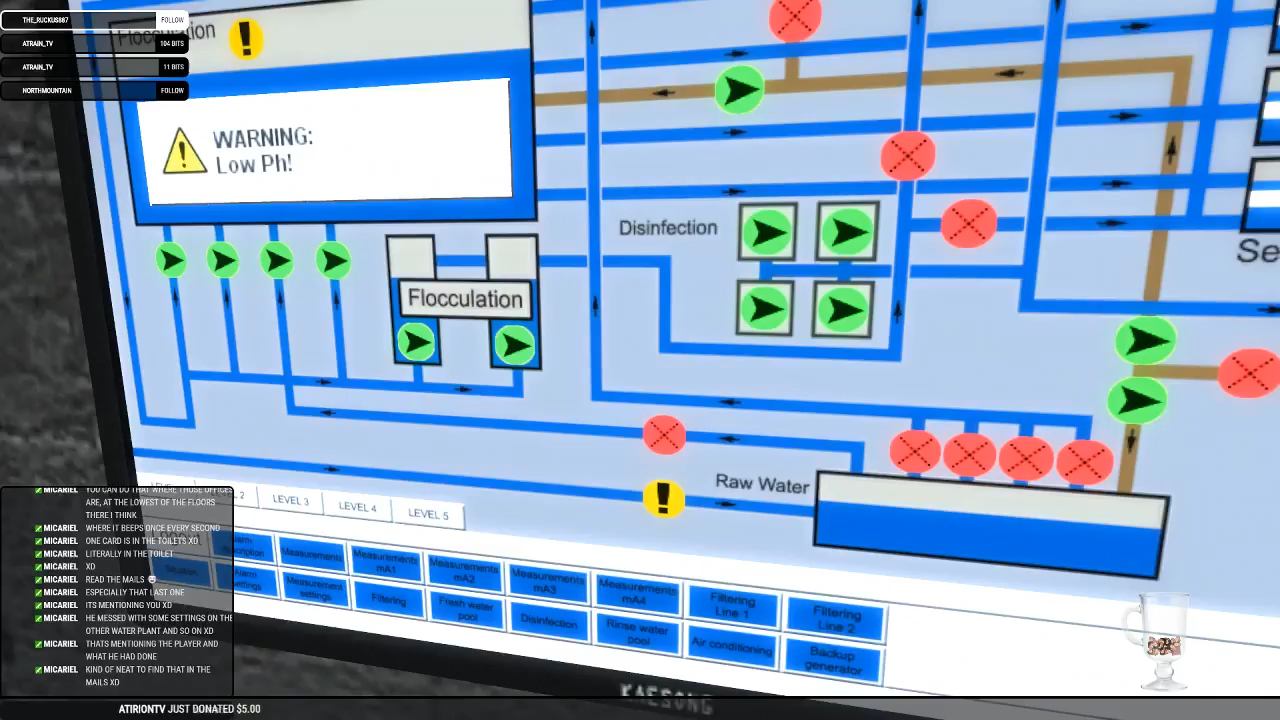 THE_RUCKUS887 FOLLOW
ATRAIN_TV 104 BITS
ATRAIN_TV 11 BITS
NORTHMOUNTAIN FOLLOW
Flocculation
WARNING:
Low Ph!
Disinfection
Flocculation
Se
Raw Water
LEVEL 3
LEVEL 4
LEVEL 5
Measurements
Measurements mA1
Measurements mA2
Measurements mA3
Measurements mA4
Filtering Line 1
Filtering Line 2
Situation
Alarm settings
Measurement settings
Filtering
Fresh water pool
Disinfection
Rinse water pool
Air conditioning
Backup generator
KAESONG
MICARIEL YOU CAN DO THAT WHERE THOSE OFFICES
ARE, AT THE LOWEST OF THE FLOORS
THERE I THINK
MICARIEL WHERE IT BEEPS ONCE EVERY SECOND
MICARIEL ONE CARD IS IN THE TOILETS XD
MICARIEL LITERALLY IN THE TOILET
MICARIEL XD
MICARIEL READ THE MAILS
MICARIEL ESPECIALLY THAT LAST ONE
MICARIEL ITS MENTIONING YOU XD
MICARIEL HE MESSED WITH SOME SETTINGS ON THE
OTHER WATER PLANT AND SO ON XD
MICARIEL THATS MENTIONING THE PLAYER AND
WHAT HE HAD DONE
MICARIEL KIND OF NEAT TO FIND THAT IN THE
MAILS XD
ATIRIONTV JUST DONATED $5.00